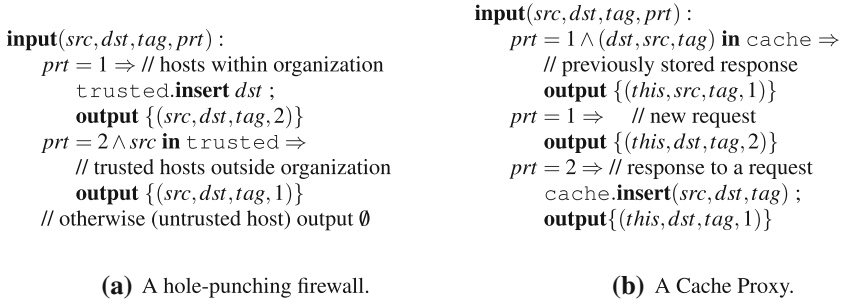 input(src,dst,tag,prt) :
prt = 1 ⇒ // hosts within organization
trusted.insert dst ;
output {(src,dst,tag,2)}
prt = 2 ∧ src in trusted ⇒
// trusted hosts outside organization
output {(src,dst,tag,1)}
// otherwise (untrusted host) output ∅
(a) A hole-punching firewall.
input(src,dst,tag,prt) :
prt = 1 ∧ (dst,src,tag) in cache ⇒
// previously stored response
output {(this,src,tag,1)}
prt = 1 ⇒ // new request
output {(this,dst,tag,2)}
prt = 2 ⇒ // response to a request
cache.insert(src,dst,tag) ;
output{(this,dst,tag,1)}
(b) A Cache Proxy.